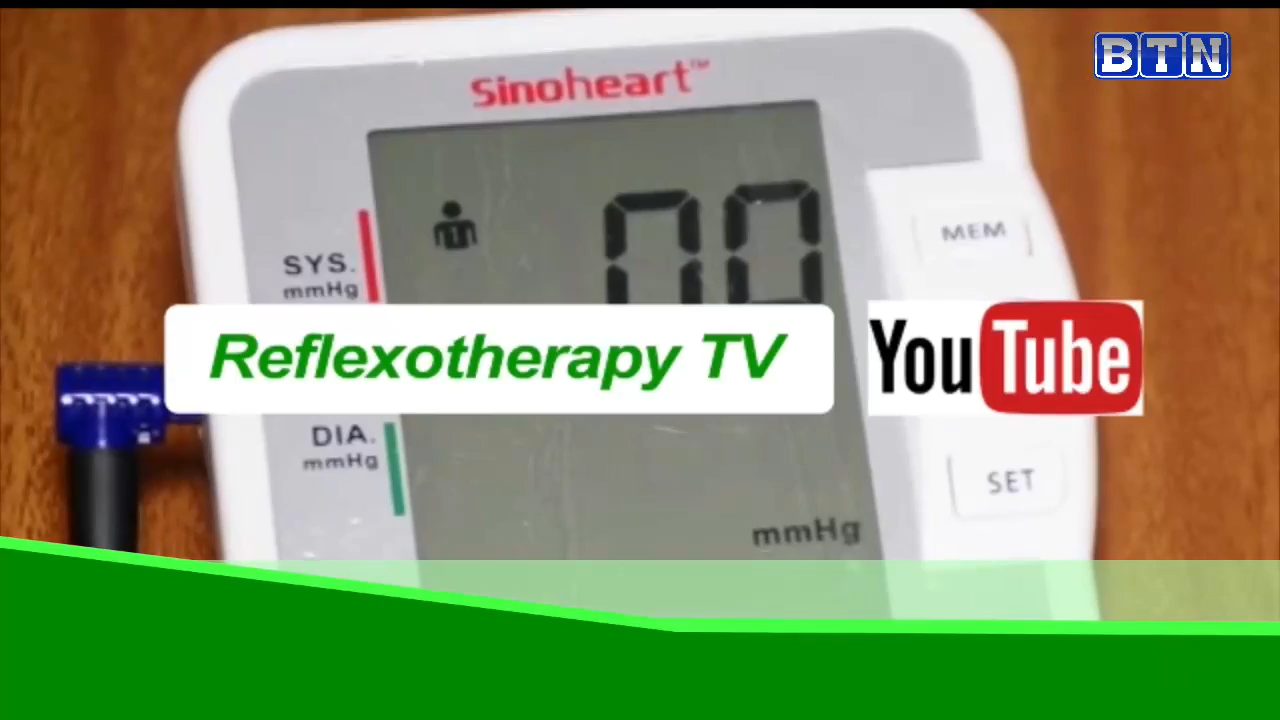 BTN
Sinoheart™
00
MEM
SYS.
mmHg
Reflexotherapy TV
YouTube
DIA.
mmHg
SET
mmHg